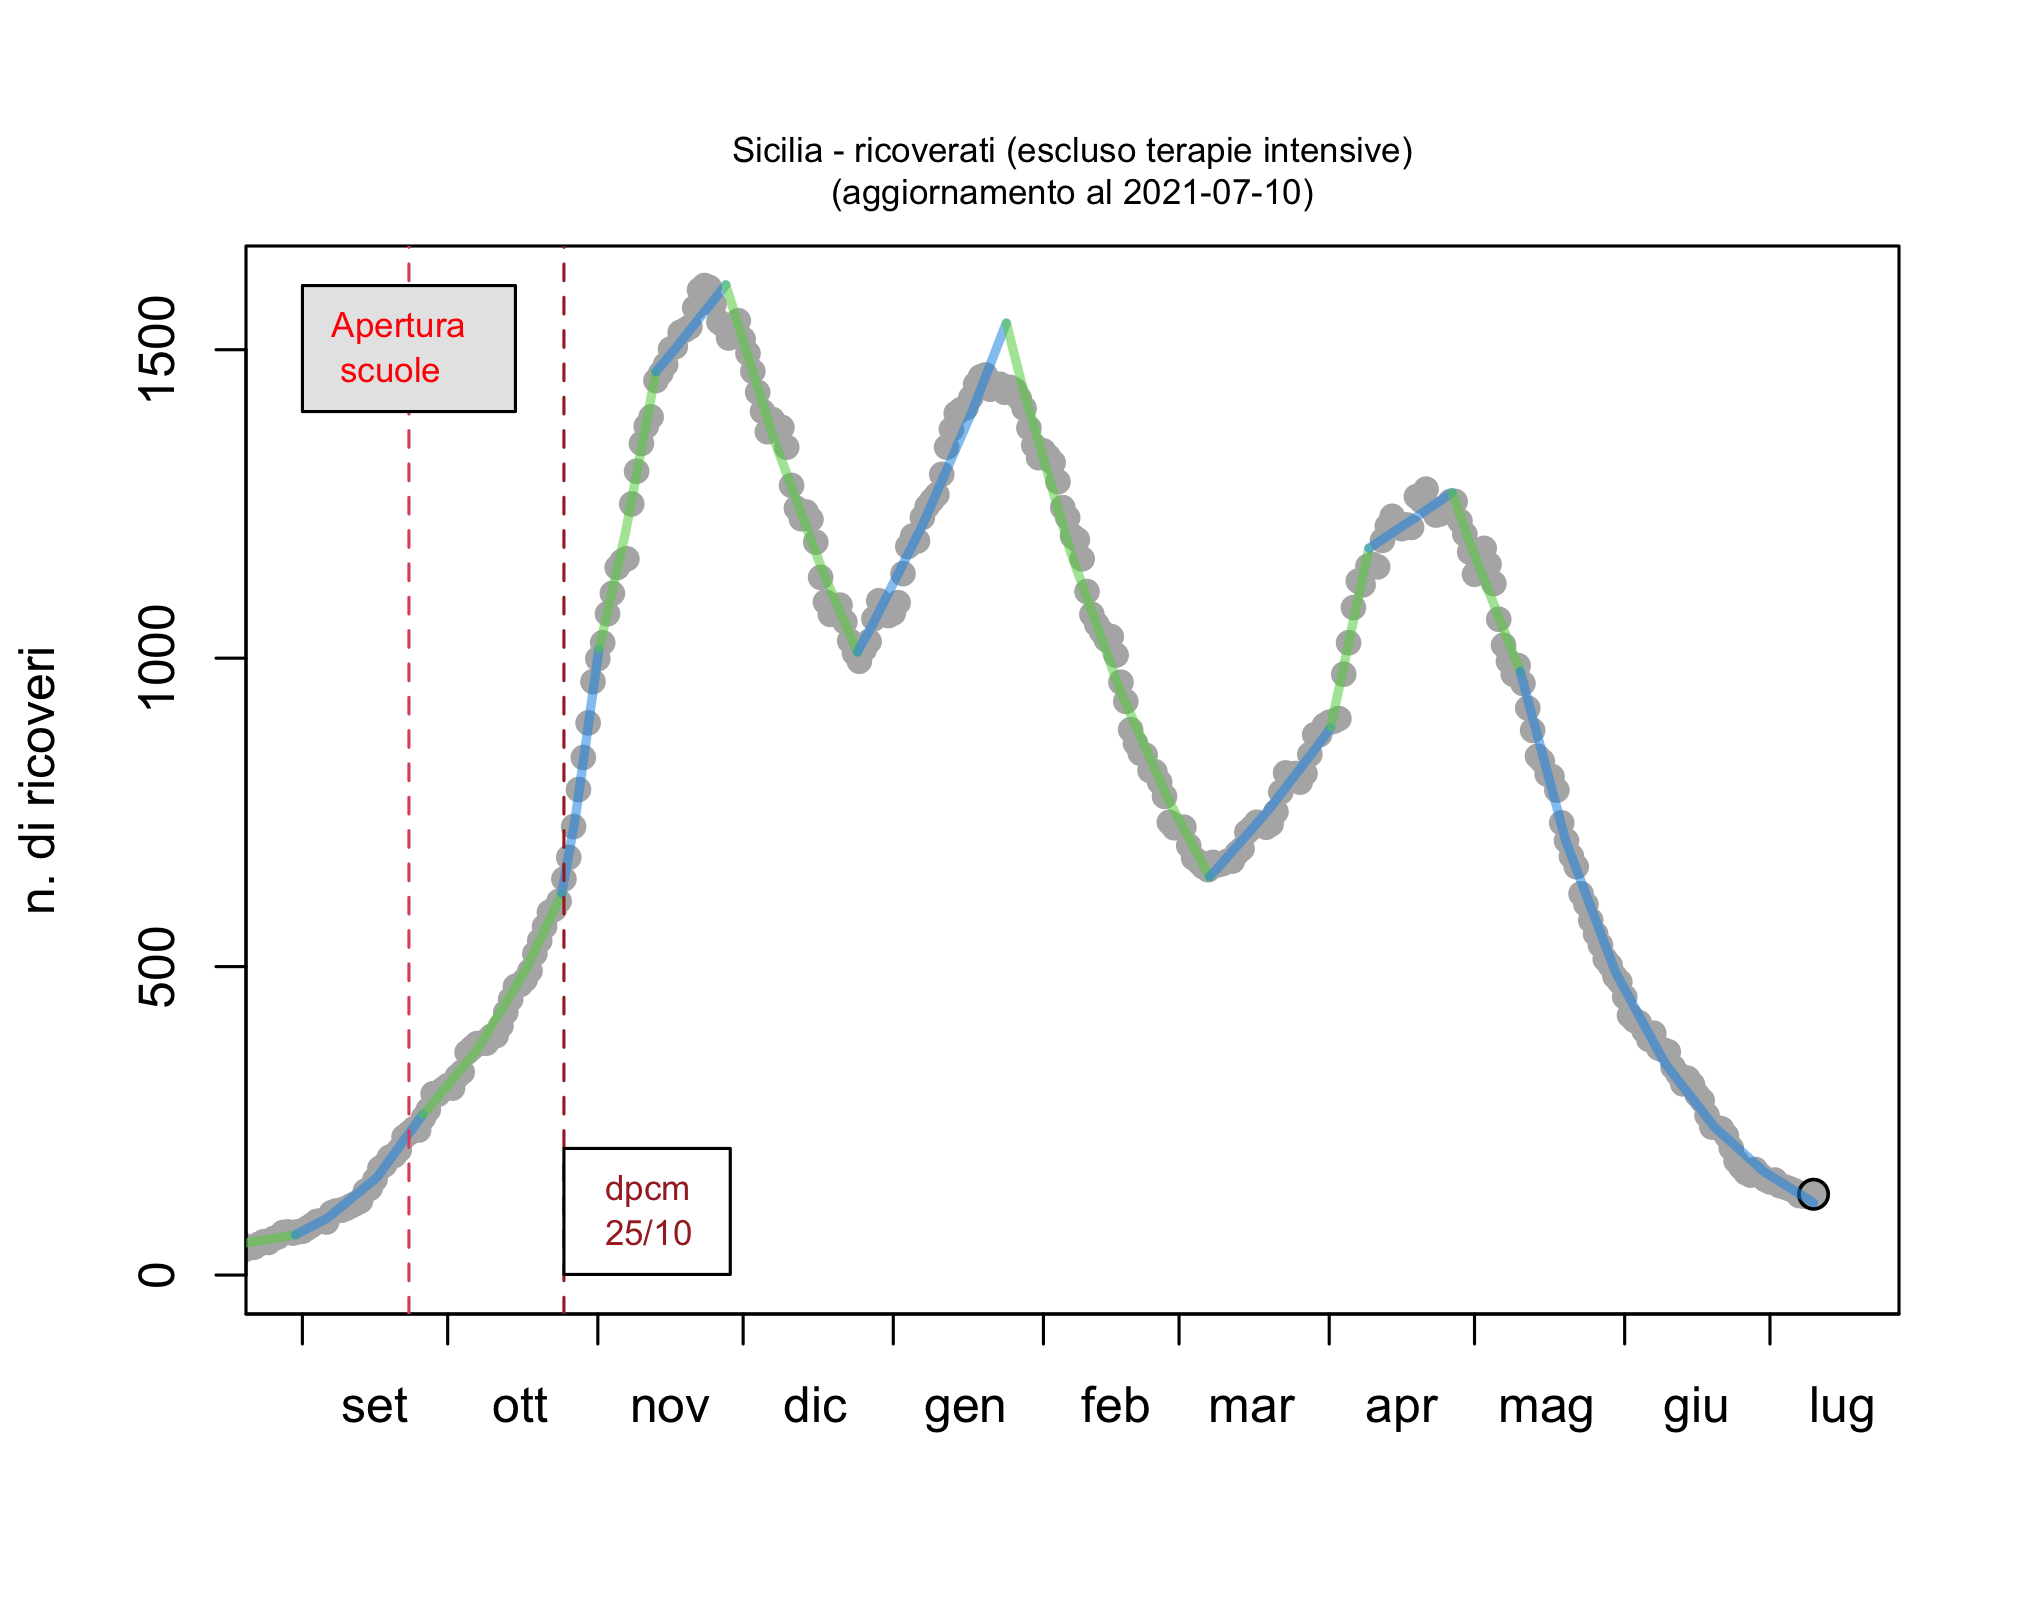 Sicilia - ricoverati (escluso terapie intensive)
(aggiornamento al 2021-07-10)
n. di ricoveri
1500
1000
500
0
Apertura
scuole
dpcm
25/10
set ott nov dic gen feb mar apr mag giu lug